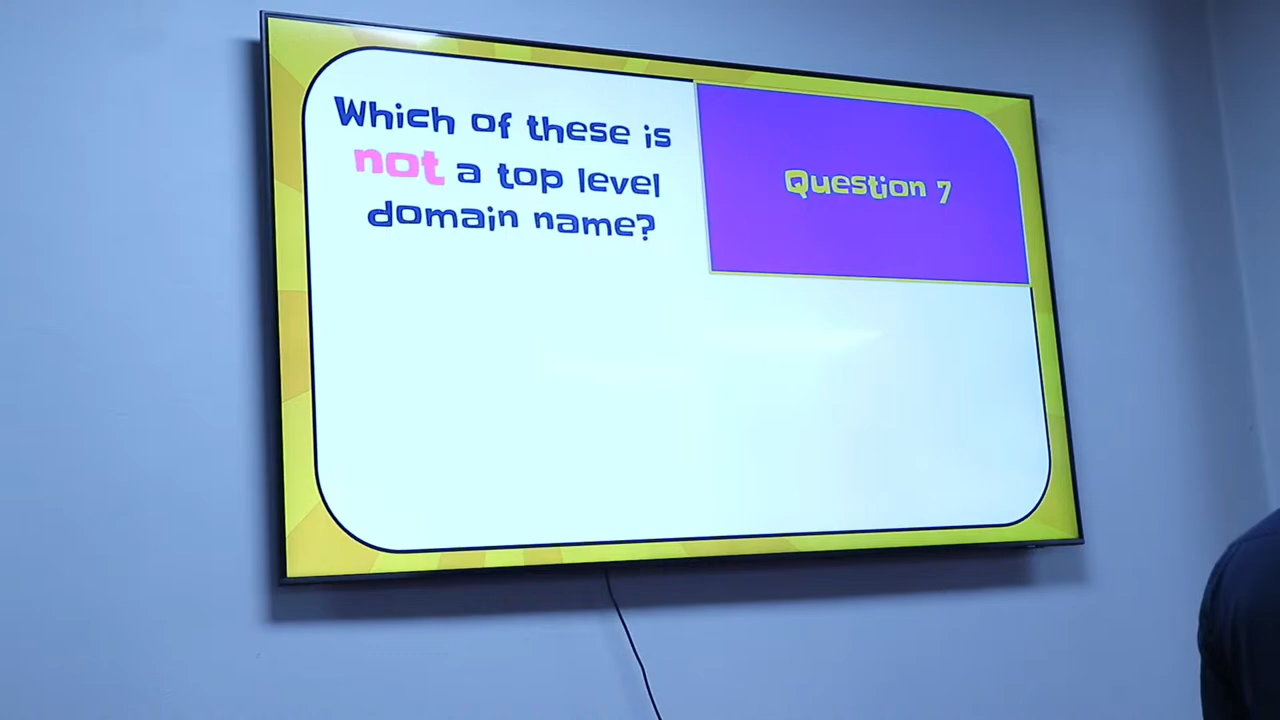 Which of these is
not a top level
domain name?
Question 7